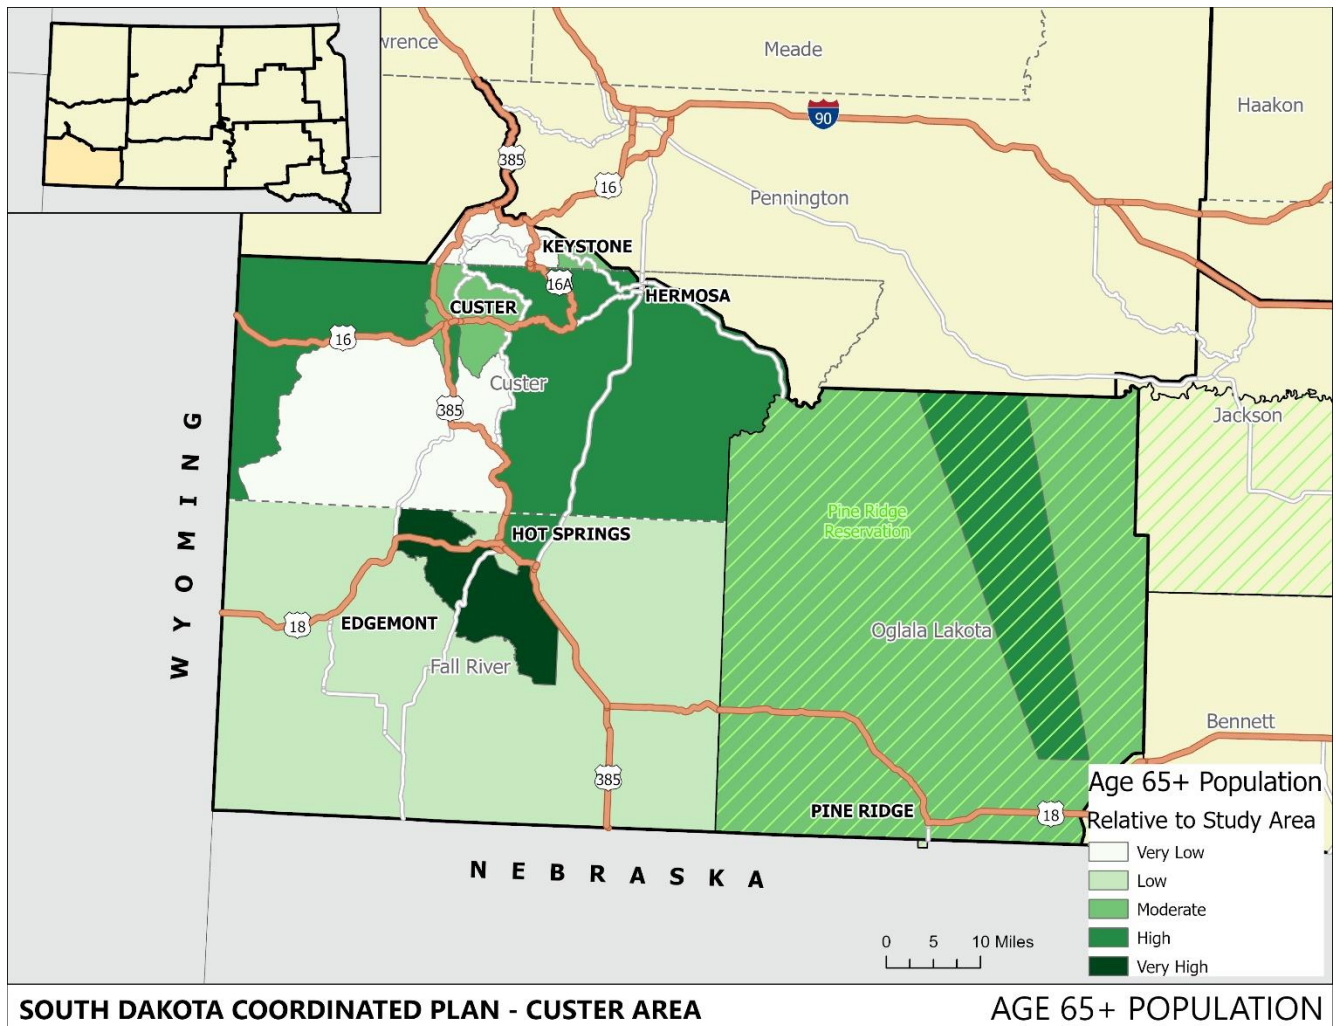 wrence
Meade
Haakon
90
385
16
Pennington
KEYSTONE
16A
HERMOSA
CUSTER
16
Custer
385
Jackson
WYOMING
Pine Ridge
Reservation
HOT SPRINGS
18
EDGEMONT
Oglala Lakota
Fall River
Bennett
385
PINE RIDGE
18
NEBRASKA
Age 65+ Population
Relative to Study Area
Very Low
Low
Moderate
High
Very High
0 5 10 Miles
SOUTH DAKOTA COORDINATED PLAN - CUSTER AREA
AGE 65+ POPULATION